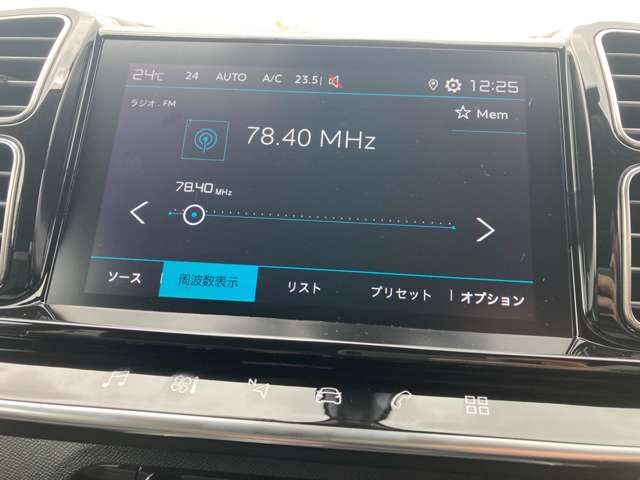 24℃ 24 AUTO A/C 23.5 12:25
ラジオ . FM
Mem
78.40 MHz
78.40 MHz
ソース 周波数表示 リスト プリセット オプション